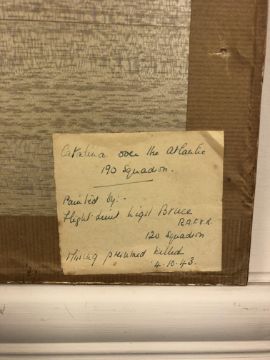 Catalina over the Atlantic
190 Squadron.
Painted by:-
Flight Lieut Nigel Bruce
R.A.F.V.R.
120 Squadron
Missing presumed killed
4.10.43.